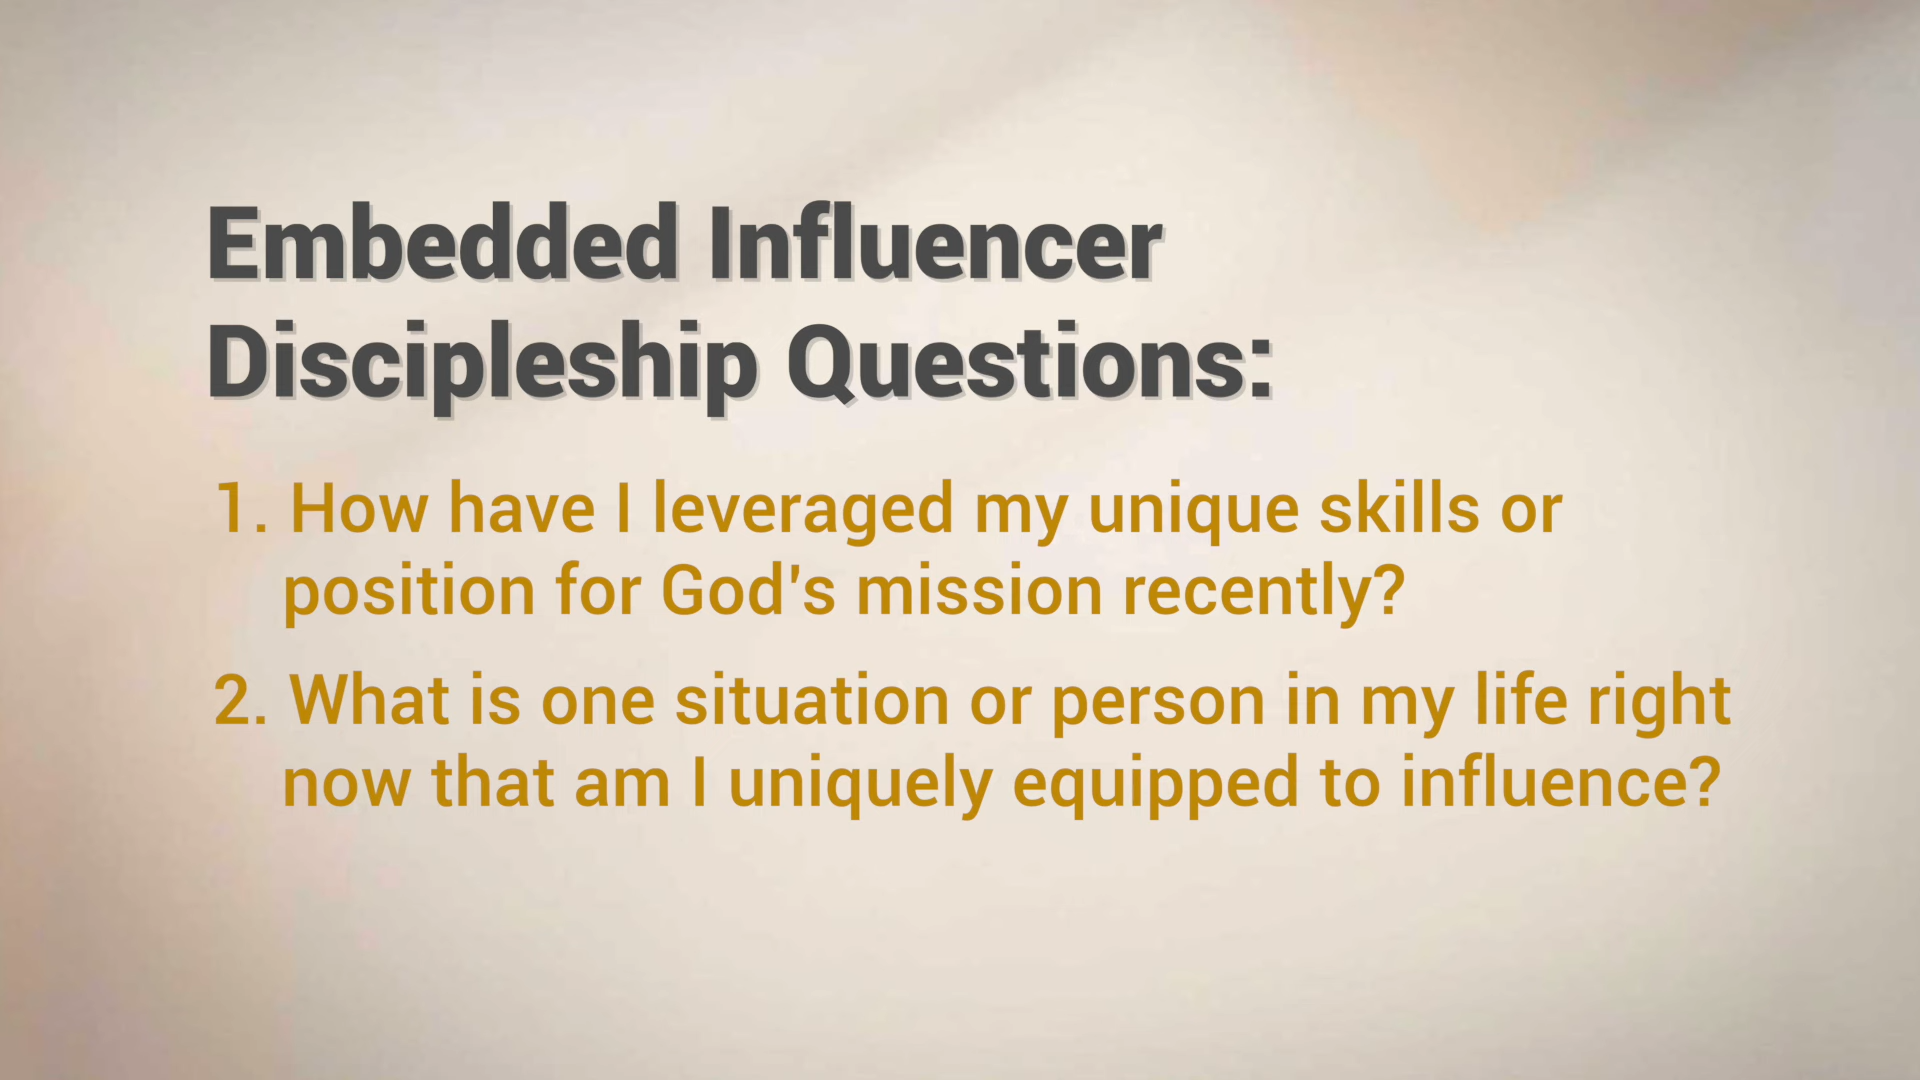 Embedded Influencer
Discipleship Questions:
1. How have I leveraged my unique skills or
position for God's mission recently?
2. What is one situation or person in my life right
now that am I uniquely equipped to influence?